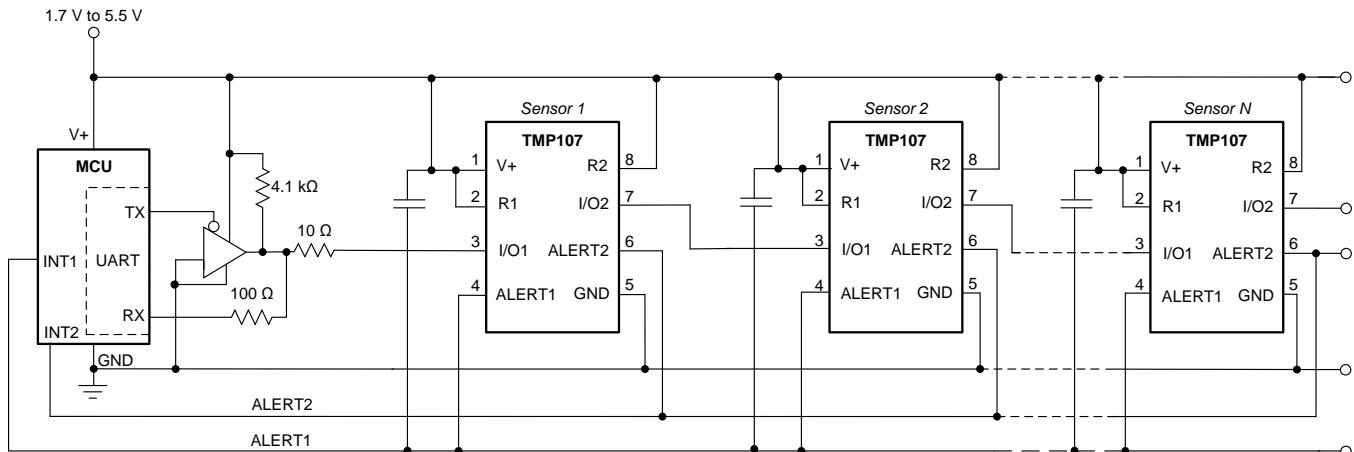 1.7 V to 5.5 V
V+
MCU
TX
INT1
UART
RX
INT2
GND
4.1 kΩ
10 Ω
100 Ω
Sensor 1
TMP107
1
V+
R2
8
2
R1
I/O2
7
3
I/O1
ALERT2
6
4
ALERT1
GND
5
Sensor 2
TMP107
1
V+
R2
8
2
R1
I/O2
7
3
I/O1
ALERT2
6
4
ALERT1
GND
5
Sensor N
TMP107
1
V+
R2
8
2
R1
I/O2
7
3
I/O1
ALERT2
6
4
ALERT1
GND
5
ALERT2
ALERT1